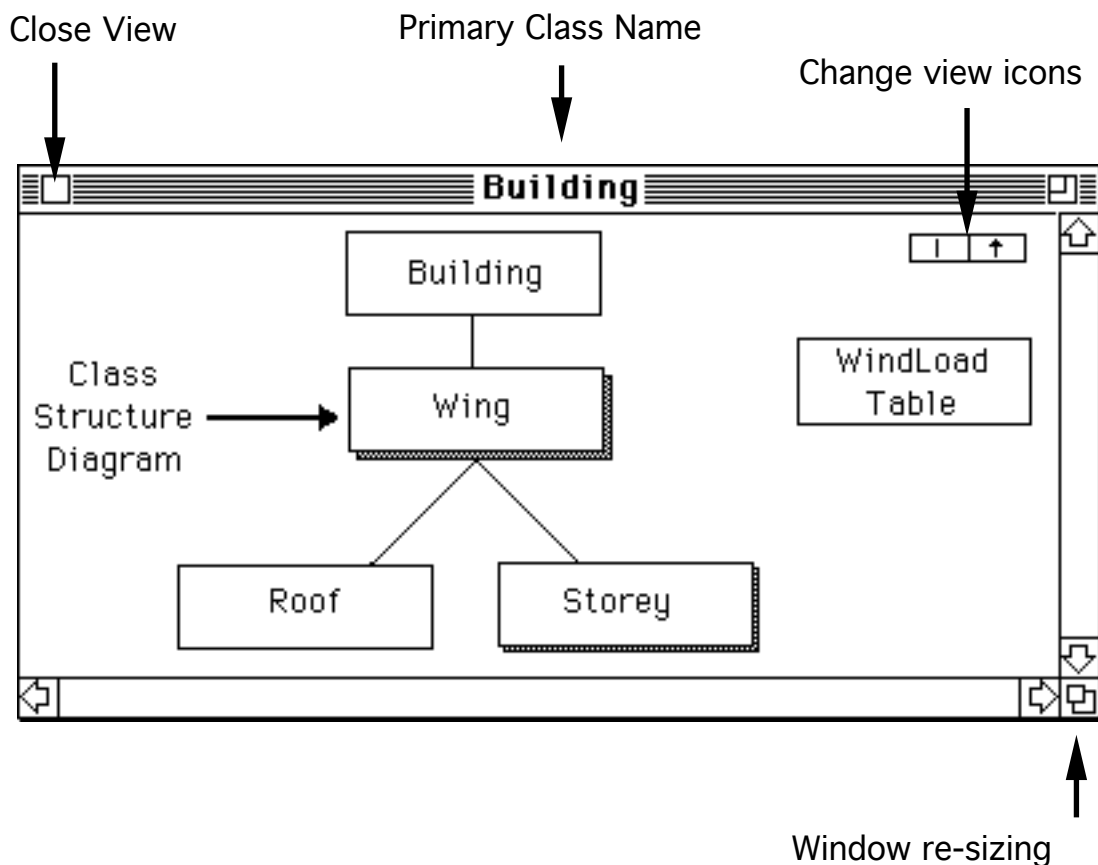 Close View
Primary Class Name
Change view icons
Building
Building
WindLoad
Table
Class
Structure
Diagram
Wing
Roof
Storey
Window re-sizing